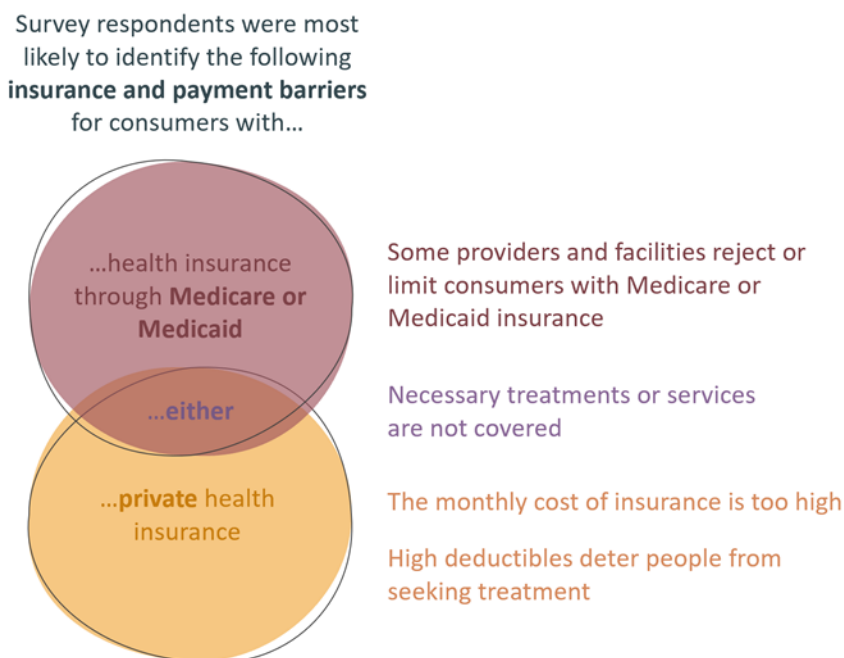 Survey respondents were most
likely to identify the following
insurance and payment barriers
for consumers with…
…health insurance
through Medicare or
Medicaid
Some providers and facilities reject or
limit consumers with Medicare or
Medicaid insurance
…either
Necessary treatments or services
are not covered
…private health
insurance
The monthly cost of insurance is too high
High deductibles deter people from
seeking treatment